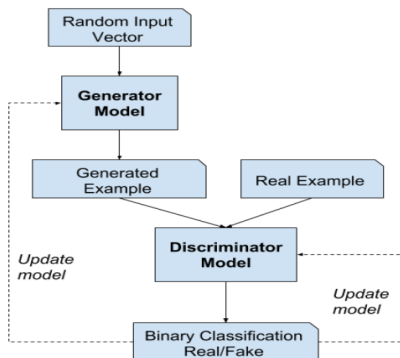 Random Input
Vector
Generator
Model
Generated
Example
Real Example
Discriminator
Model
Update
model
Update
model
Binary Classification
Real/Fake